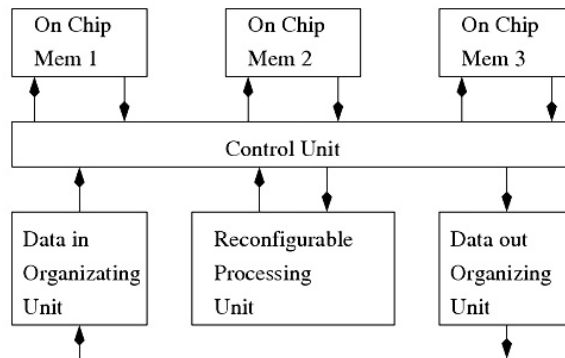 On Chip
Mem 1
On Chip
Mem 2
On Chip
Mem 3
Control Unit
Data in
Organizating
Unit
Reconfigurable
Processing
Unit
Data out
Organizing
Unit